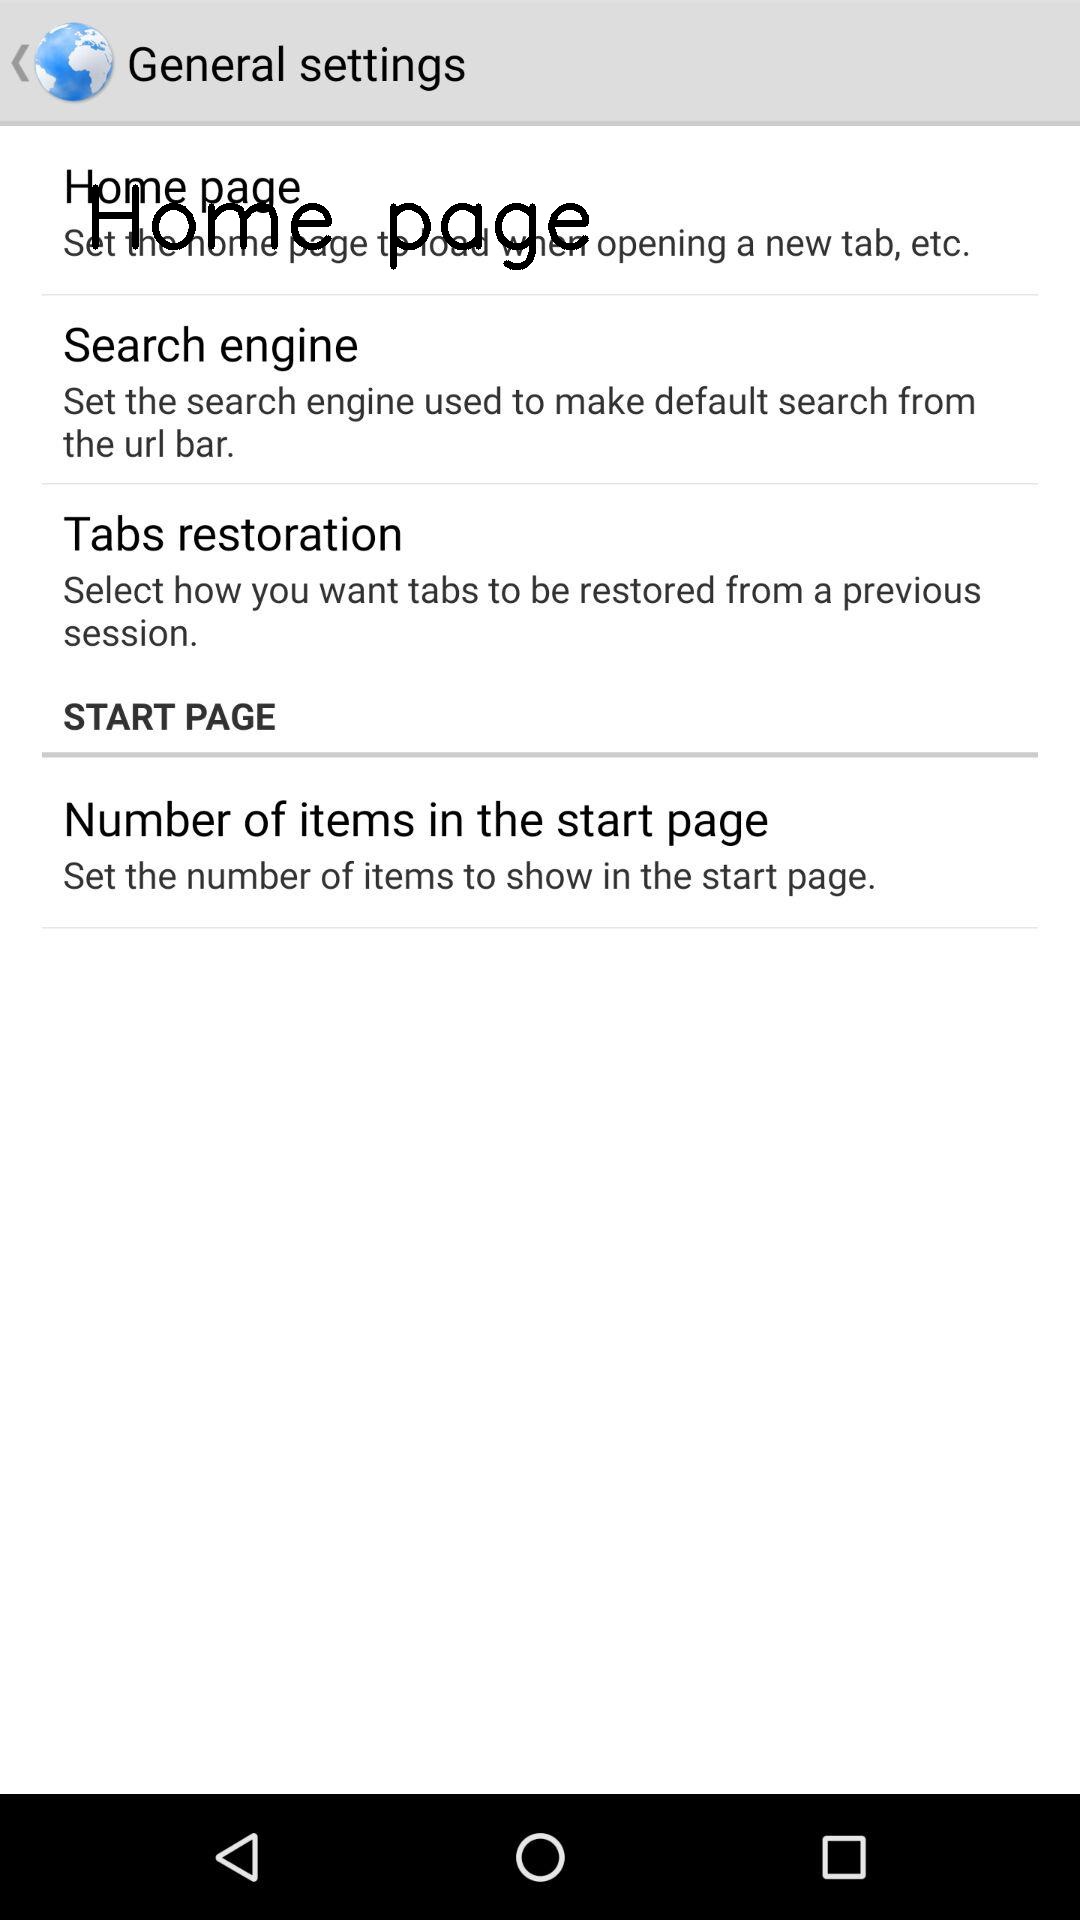 General settings
Home page
Home page
Set the home page to load when opening a new tab, etc.
Search engine
Set the search engine used to make default search from
the url bar.
Tabs restoration
Select how you want tabs to be restored from a previous
session.
START PAGE
Number of items in the start page
Set the number of items to show in the start page.